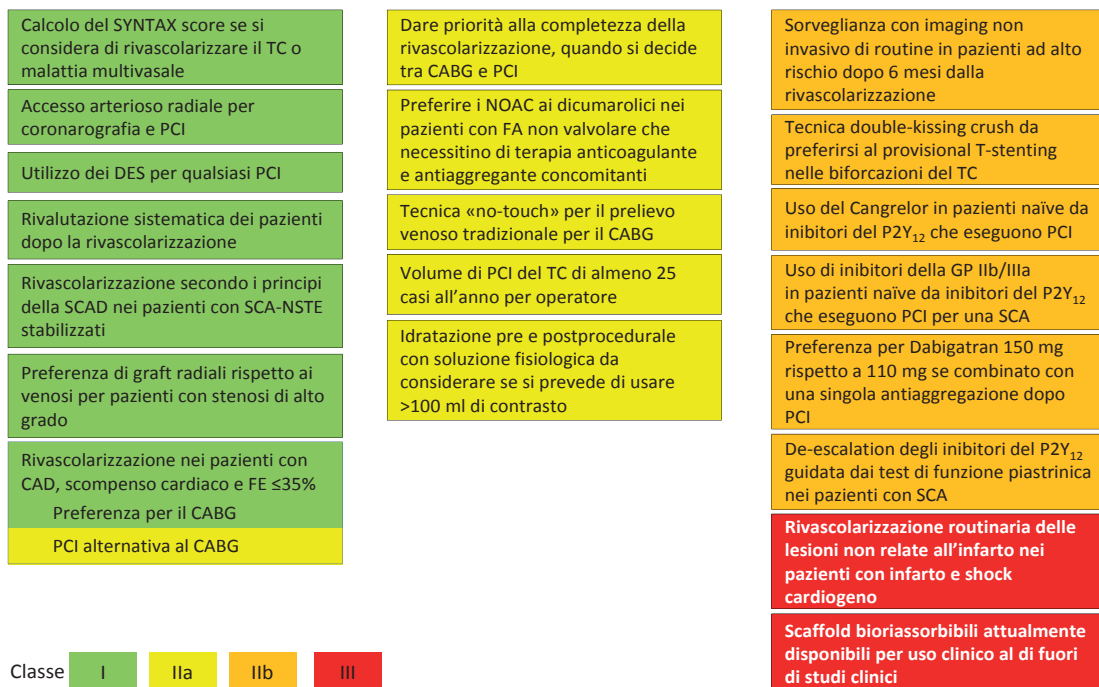 Calcolo del SYNTAX score se si
considera di rivascolarizzare il TC o
malattia multivasale
Accesso arterioso radiale per
coronarografia e PCI
Utilizzo dei DES per qualsiasi PCI
Rivalutazione sistematica dei pazienti
dopo la rivascolarizzazione
Rivascolarizzazione secondo i principi
della SCAD nei pazienti con SCA-NSTE
stabilizzati
Preferenza di graft radiali rispetto ai
venosi per pazienti con stenosi di alto
grado
Rivascolarizzazione nei pazienti con
CAD, scompenso cardiaco e FE ≤35%
Preferenza per il CABG
PCI alternativa al CABG
Dare priorità alla completezza della
rivascolarizzazione, quando si decide
tra CABG e PCI
Preferire i NOAC ai dicumarolici nei
pazienti con FA non valvolare che
necessitino di terapia anticoagulante
e antiaggregante concomitanti
Tecnica «no-touch» per il prelievo
venoso tradizionale per il CABG
Volume di PCI del TC di almeno 25
casi all'anno per operatore
Idratazione pre e postprocedurale
con soluzione fisiologica da
considerare se si prevede di usare
>100 ml di contrasto
Sorveglianza con imaging non
invasivo di routine in pazienti ad alto
rischio dopo 6 mesi dalla
rivascolarizzazione
Tecnica double-kissing crush da
preferirsi al provisional T-stenting
nelle biforcazioni del TC
Uso del Cangrelor in pazienti naïve da
inibitori del P2Y₁₂ che eseguono PCI
Uso di inibitori della GP IIb/IIIa
in pazienti naïve da inibitori del P2Y₁₂
che eseguono PCI per una SCA
Preferenza per Dabigatran 150 mg
rispetto a 110 mg se combinato con
una singola antiaggregazione dopo
PCI
De-escalation degli inibitori del P2Y₁₂
guidata dai test di funzione piastrinica
nei pazienti con SCA
Rivascolarizzazione routinaria delle
lesioni non relate all'infarto nei
pazienti con infarto e shock
cardiogeno
Scaffold bioriassorbibili attualmente
disponibili per uso clinico al di fuori
di studi clinici
Classe I IIa IIb III